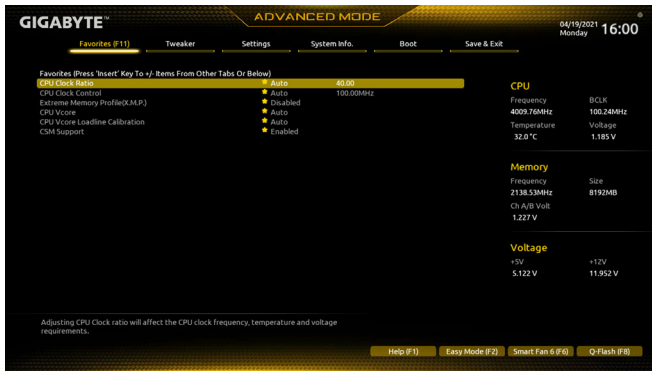 GIGABYTE™
ADVANCED MODE
04/19/2021
Monday
16:00
Favorites (F11) Tweaker Settings System Info. Boot Save & Exit
Favorites (Press 'Insert' Key To +/- Items From Other Tabs Or Below)
CPU Clock Ratio Auto 40.00
CPU Clock Control Auto 100.00MHz
Extreme Memory Profile(X.M.P.) Disabled
CPU Vcore Auto
CPU Vcore Loadline Calibration Auto
CSM Support Enabled
CPU
Frequency BCLK
4009.76MHz 100.24MHz
Temperature Voltage
32.0 °C 1.185 V
Memory
Frequency Size
2138.53MHz 8192MB
Ch A/B Volt
1.227 V
Voltage
+5V +12V
5.122 V 11.952 V
Adjusting CPU Clock ratio will affect the CPU clock frequency, temperature and voltage
requirements.
Help (F1) Easy Mode (F2) Smart Fan 6 (F6) Q-Flash (F8)